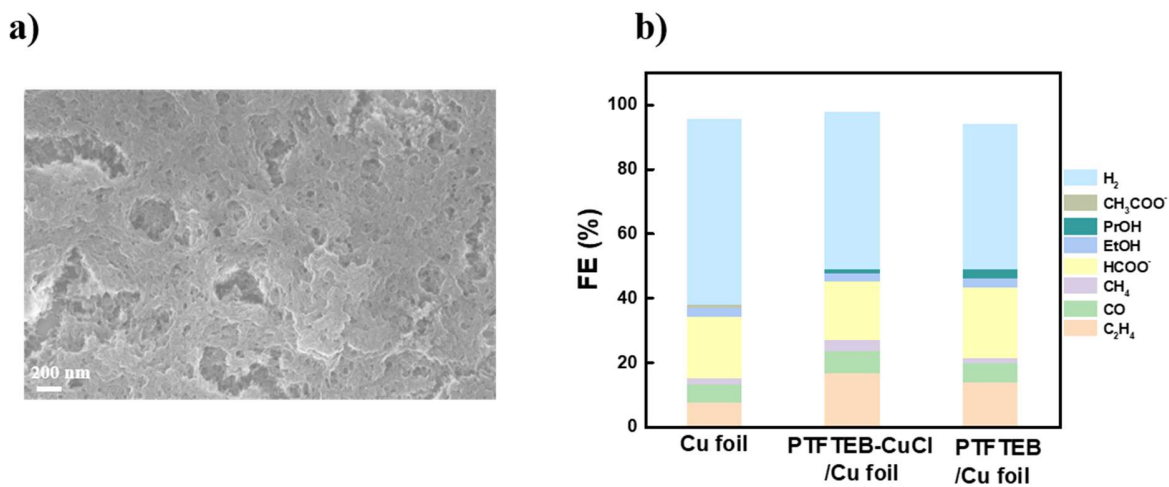 a)
200 nm
b)
FE (%)
100
80
60
40
20
0
Cu foil
PTFTEB-CuCl
/Cu foil
PTFTEB
/Cu foil
H₂
CH₃COO⁻
PrOH
EtOH
HCOO⁻
CH₄
CO
C₂H₄